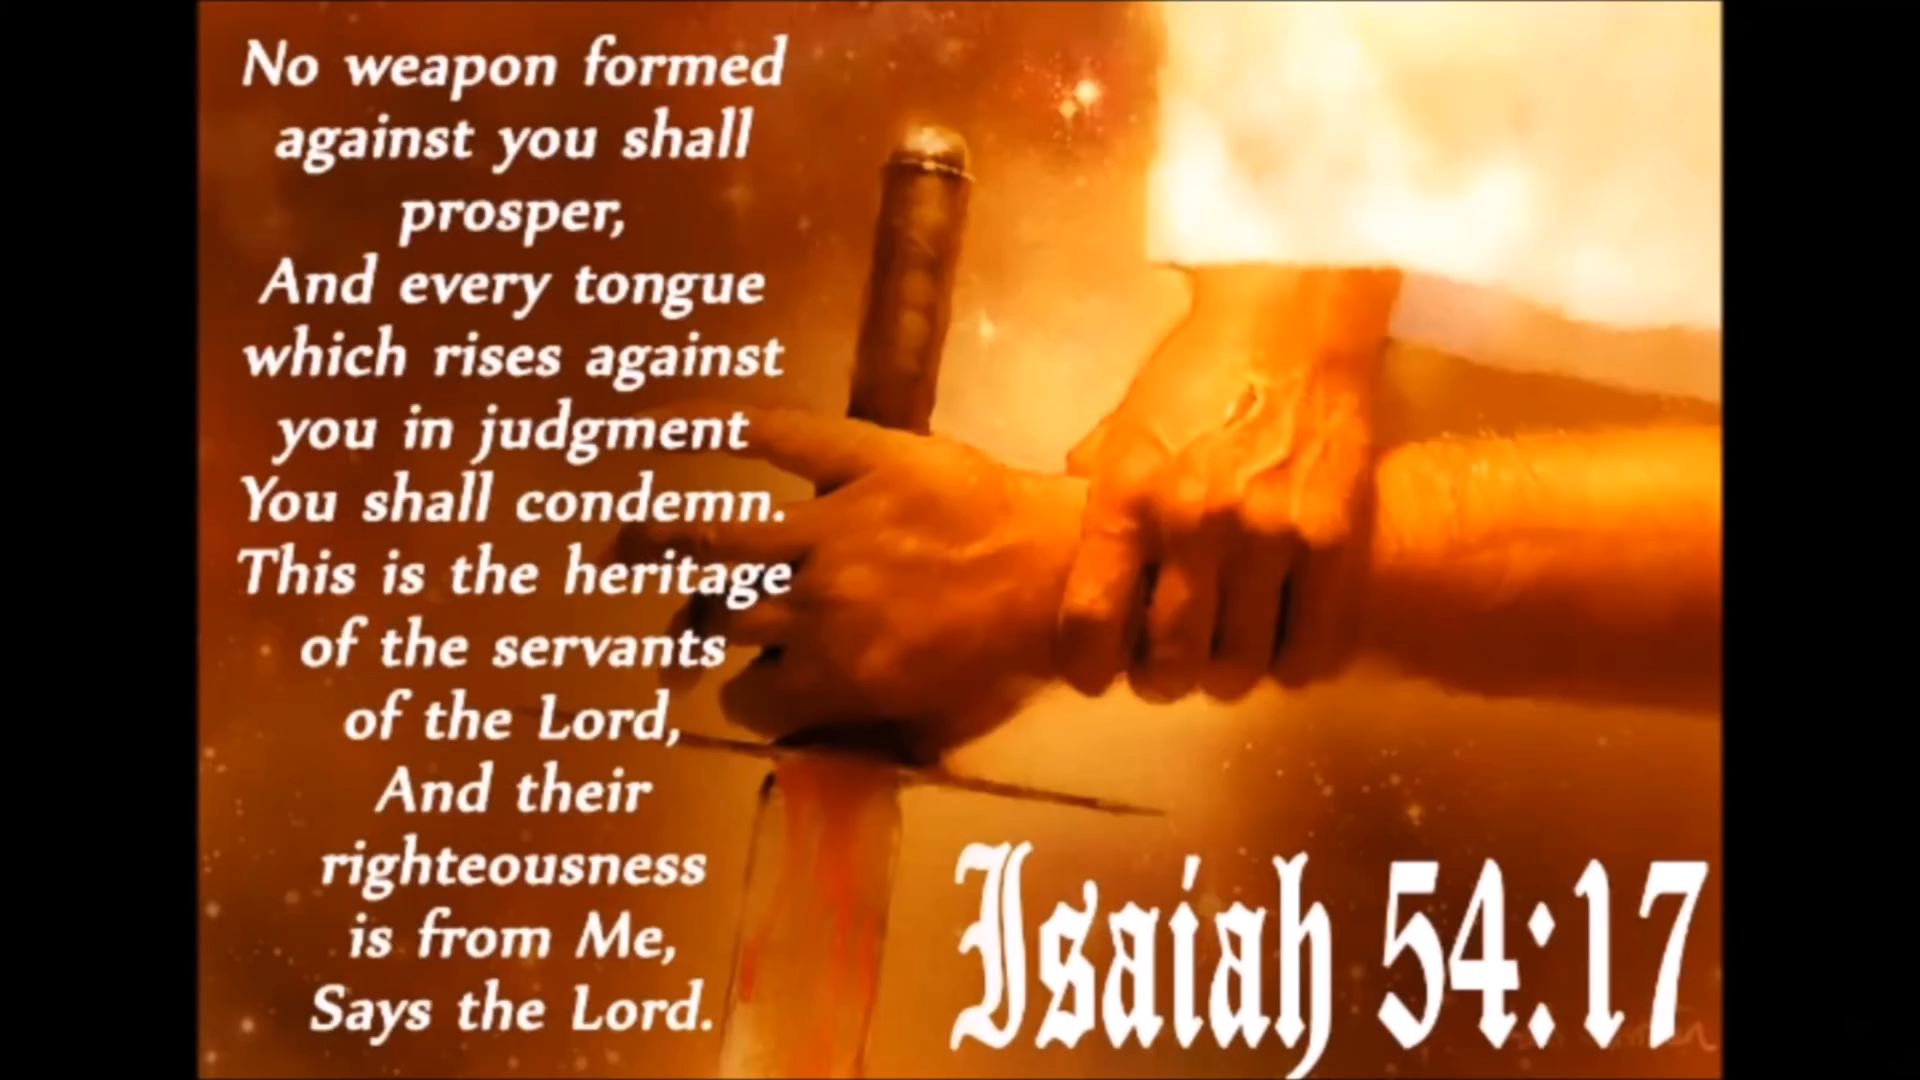 No weapon formed
against you shall
prosper,
And every tongue
which rises against
you in judgment
You shall condemn.
This is the heritage
of the servants
of the Lord,
And their
righteousness
is from Me,
Says the Lord.
Isaiah 54:17